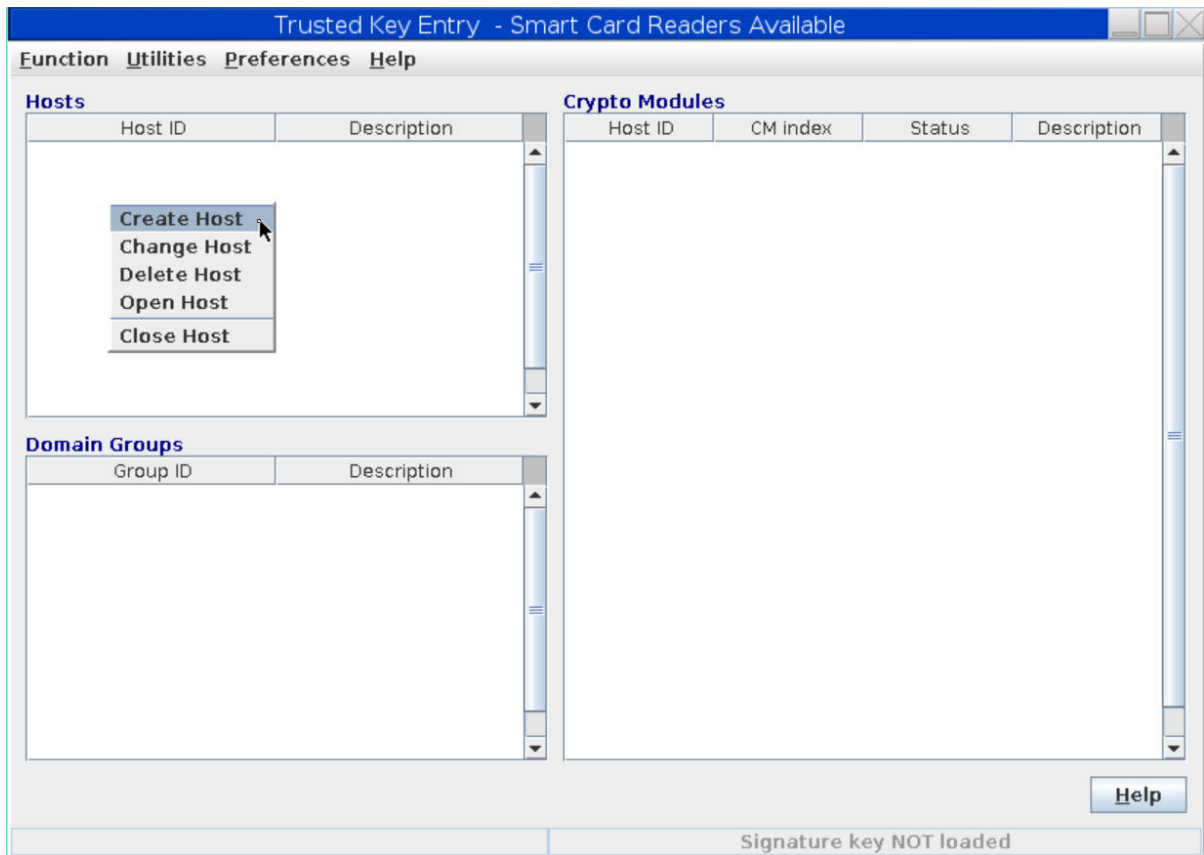 Trusted Key Entry - Smart Card Readers Available
Function Utilities Preferences Help
Hosts
Host ID Description
Create Host
Change Host
Delete Host
Open Host
Close Host
Domain Groups
Group ID Description
Crypto Modules
Host ID CM index Status Description
Help
Signature key NOT loaded